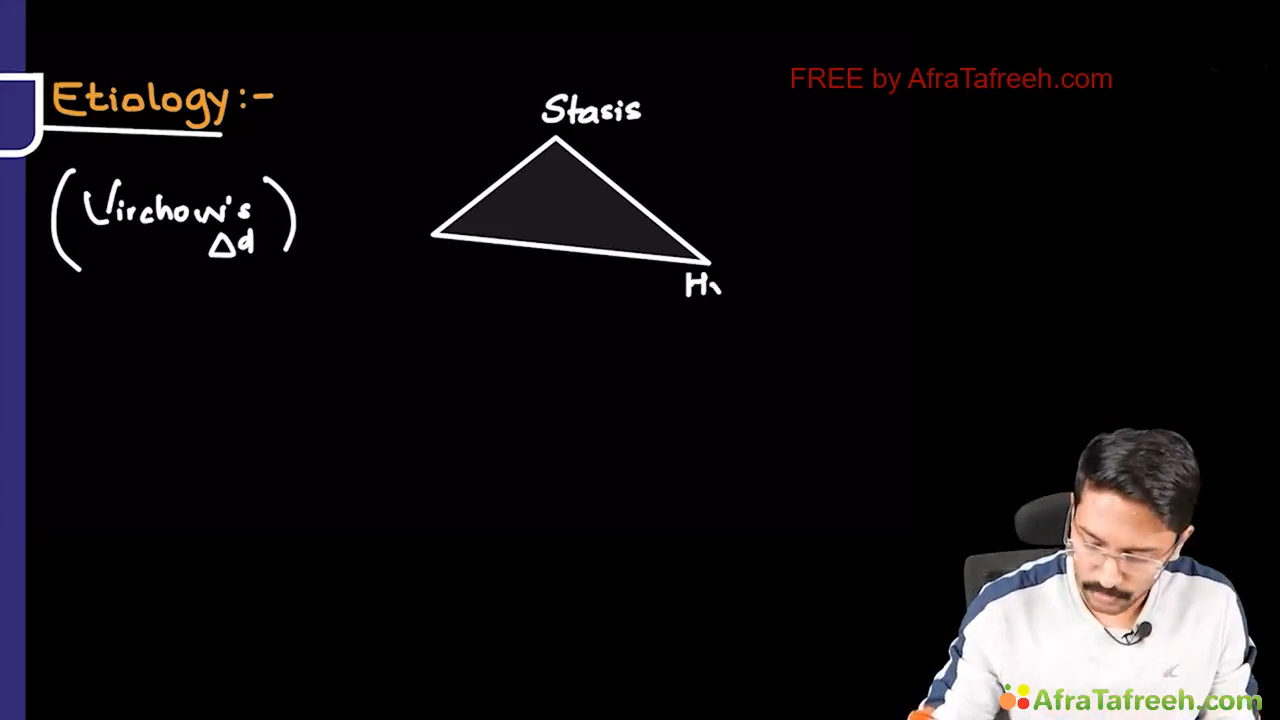 FREE by AfraTafreeh.com
Etiology :-
Stasis
(Virchow's
Δd)
AfraTafreeh.com